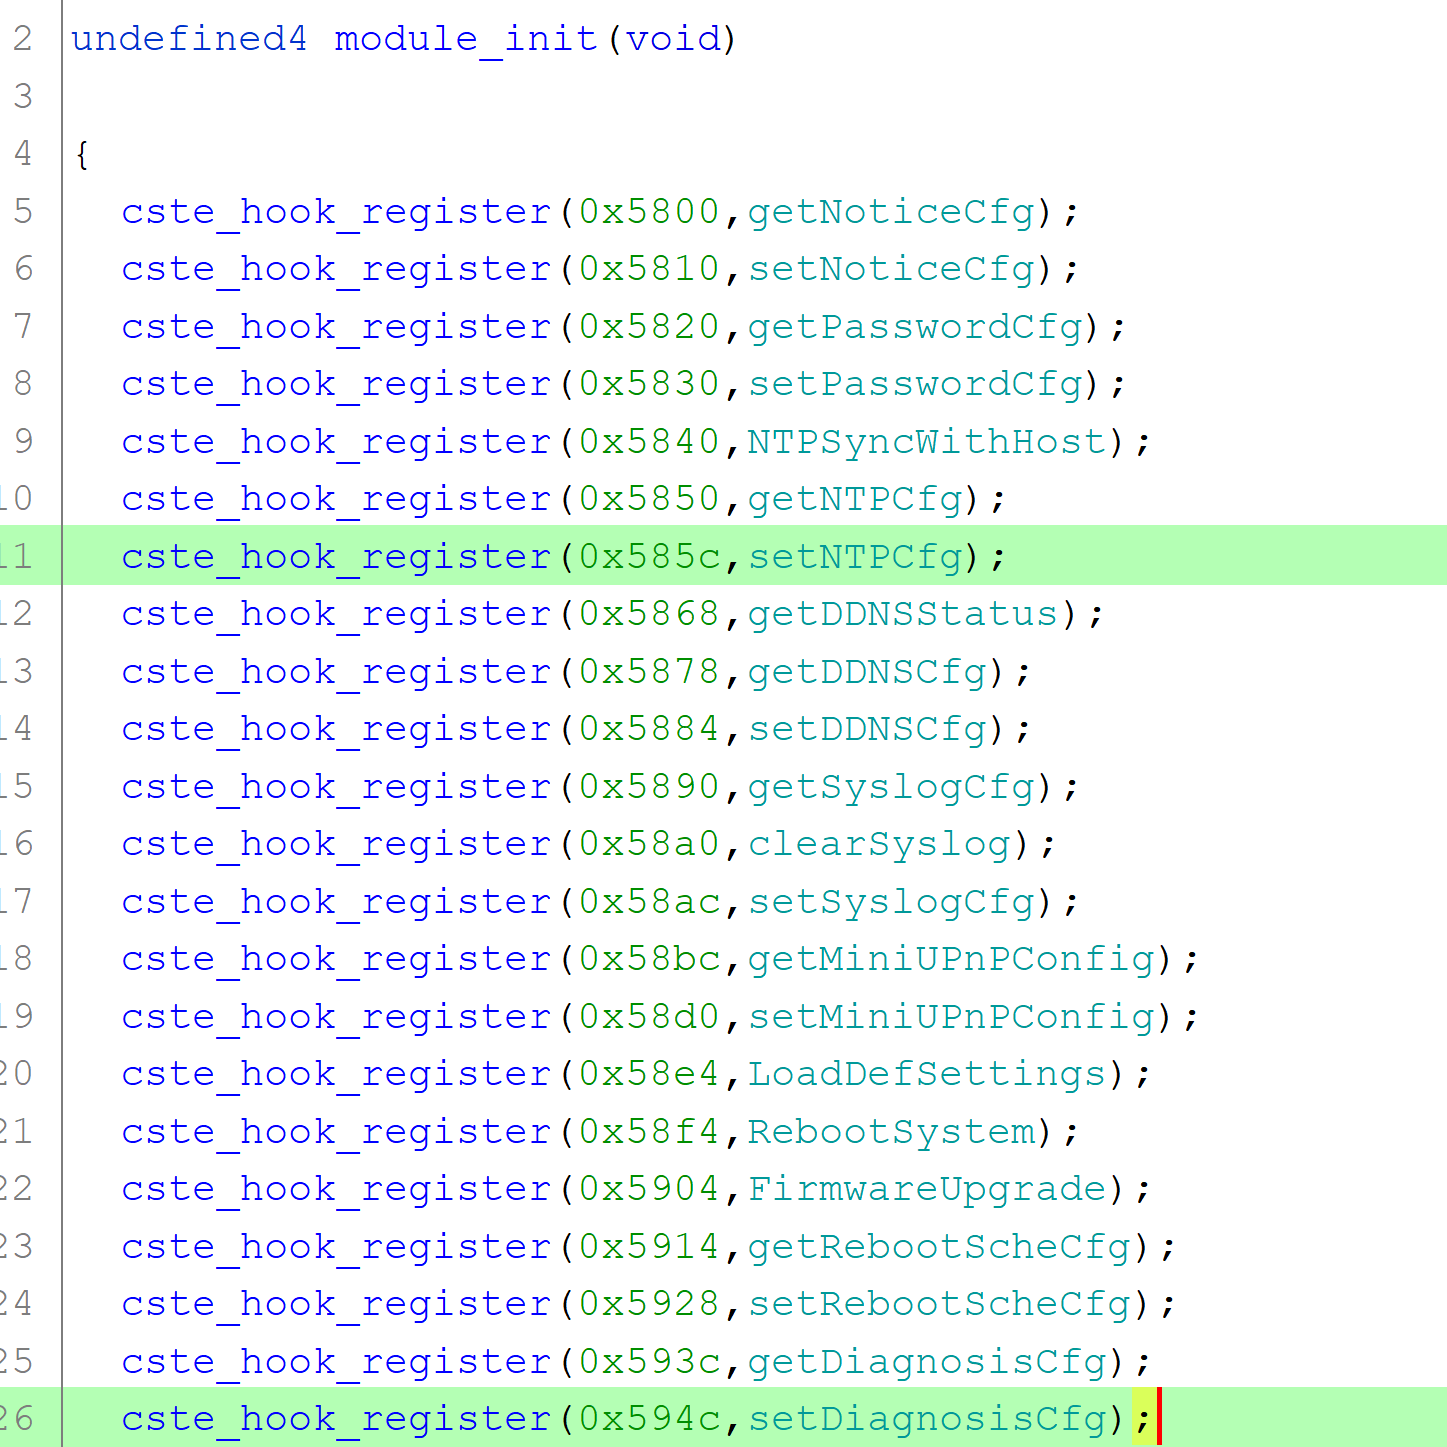 2 undefined4 module_init(void)
3
4 {
5 cste_hook_register(0x5800,getNoticeCfg);
6 cste_hook_register(0x5810,setNoticeCfg);
7 cste_hook_register(0x5820,getPasswordCfg);
8 cste_hook_register(0x5830,setPasswordCfg);
9 cste_hook_register(0x5840,NTPSyncWithHost);
10 cste_hook_register(0x5850,getNTPCfg);
11 cste_hook_register(0x585c,setNTPCfg);
12 cste_hook_register(0x5868,getDDNSStatus);
13 cste_hook_register(0x5878,getDDNSCfg);
14 cste_hook_register(0x5884,setDDNSCfg);
15 cste_hook_register(0x5890,getSyslogCfg);
16 cste_hook_register(0x58a0,clearSyslog);
17 cste_hook_register(0x58ac,setSyslogCfg);
18 cste_hook_register(0x58bc,getMiniUPnPConfig);
19 cste_hook_register(0x58d0,setMiniUPnPConfig);
20 cste_hook_register(0x58e4,LoadDefSettings);
21 cste_hook_register(0x58f4,RebootSystem);
22 cste_hook_register(0x5904,FirmwareUpgrade);
23 cste_hook_register(0x5914,getRebootScheCfg);
24 cste_hook_register(0x5928,setRebootScheCfg);
25 cste_hook_register(0x593c,getDiagnosisCfg);
26 cste_hook_register(0x594c,setDiagnosisCfg);